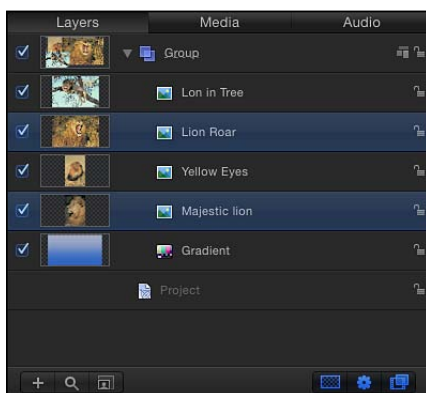 Layers Media Audio
Group
Lon in Tree
Lion Roar
Yellow Eyes
Majestic lion
Gradient
Project